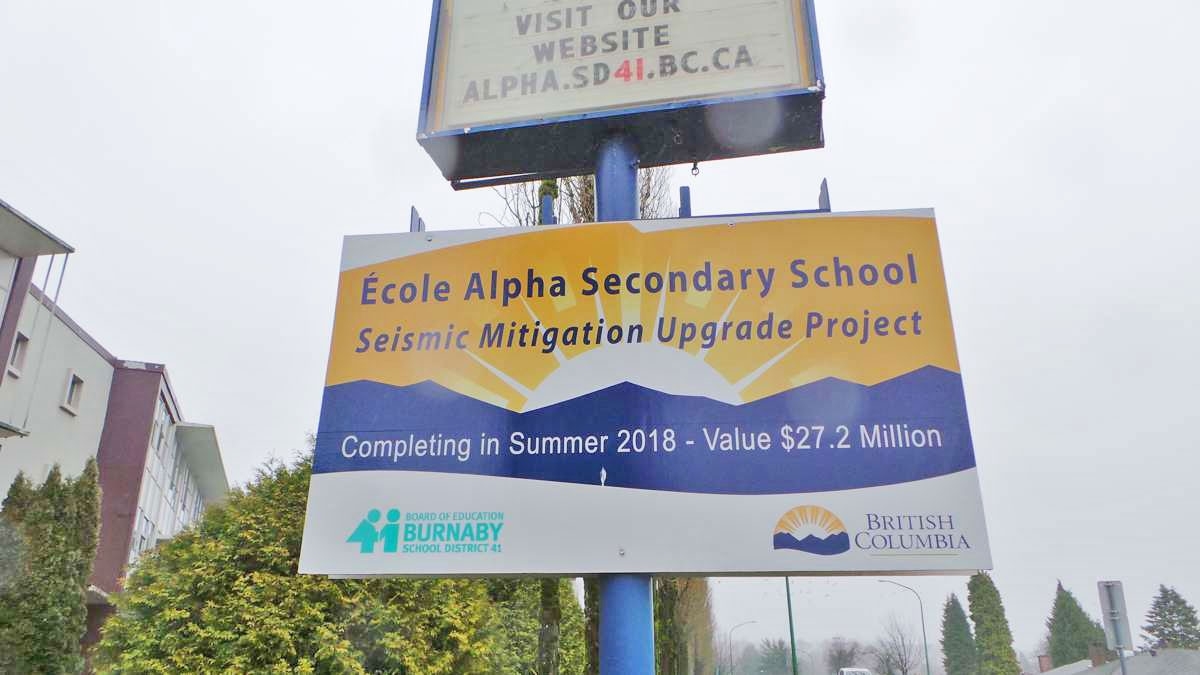 VISIT OUR
WEBSITE
ALPHA.SD41.BC.CA
École Alpha Secondary School
Seismic Mitigation Upgrade Project
Completing in Summer 2018 - Value $27.2 Million
BOARD OF EDUCATION
BURNABY
SCHOOL DISTRICT 41
BRITISH
COLUMBIA